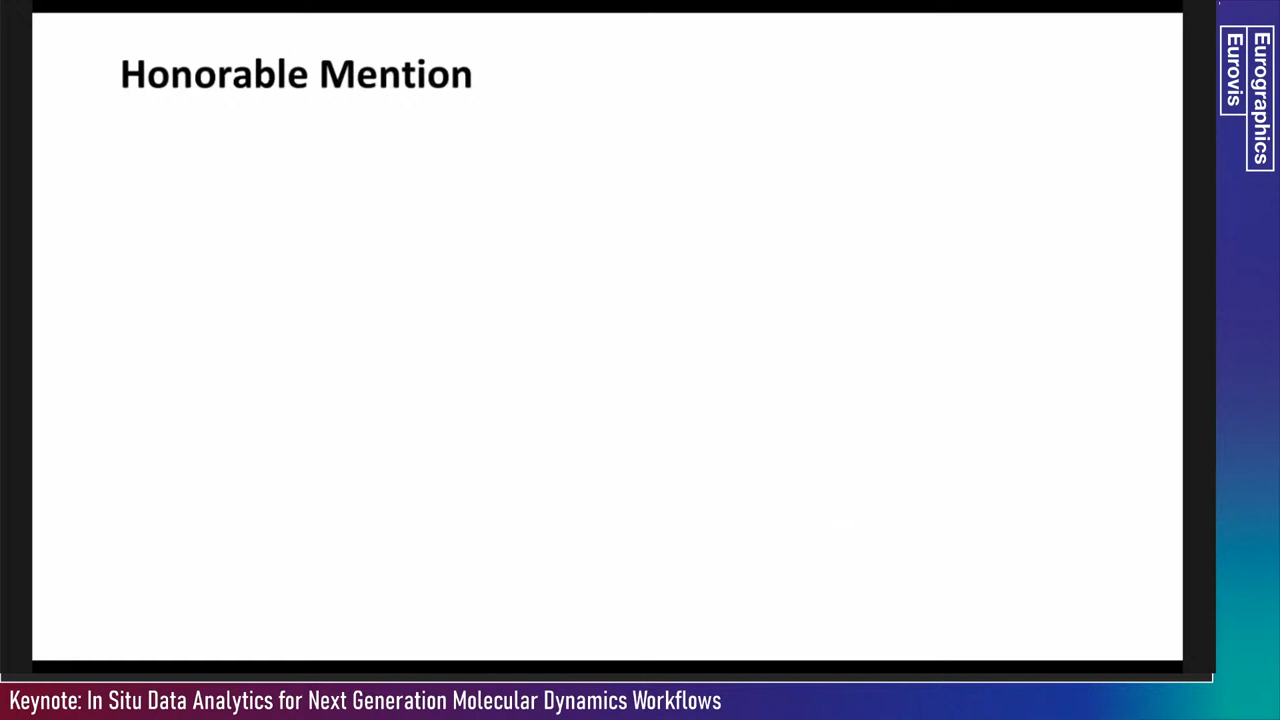 Honorable Mention
Eurographics
Eurovis
Keynote: In Situ Data Analytics for Next Generation Molecular Dynamics Workflows